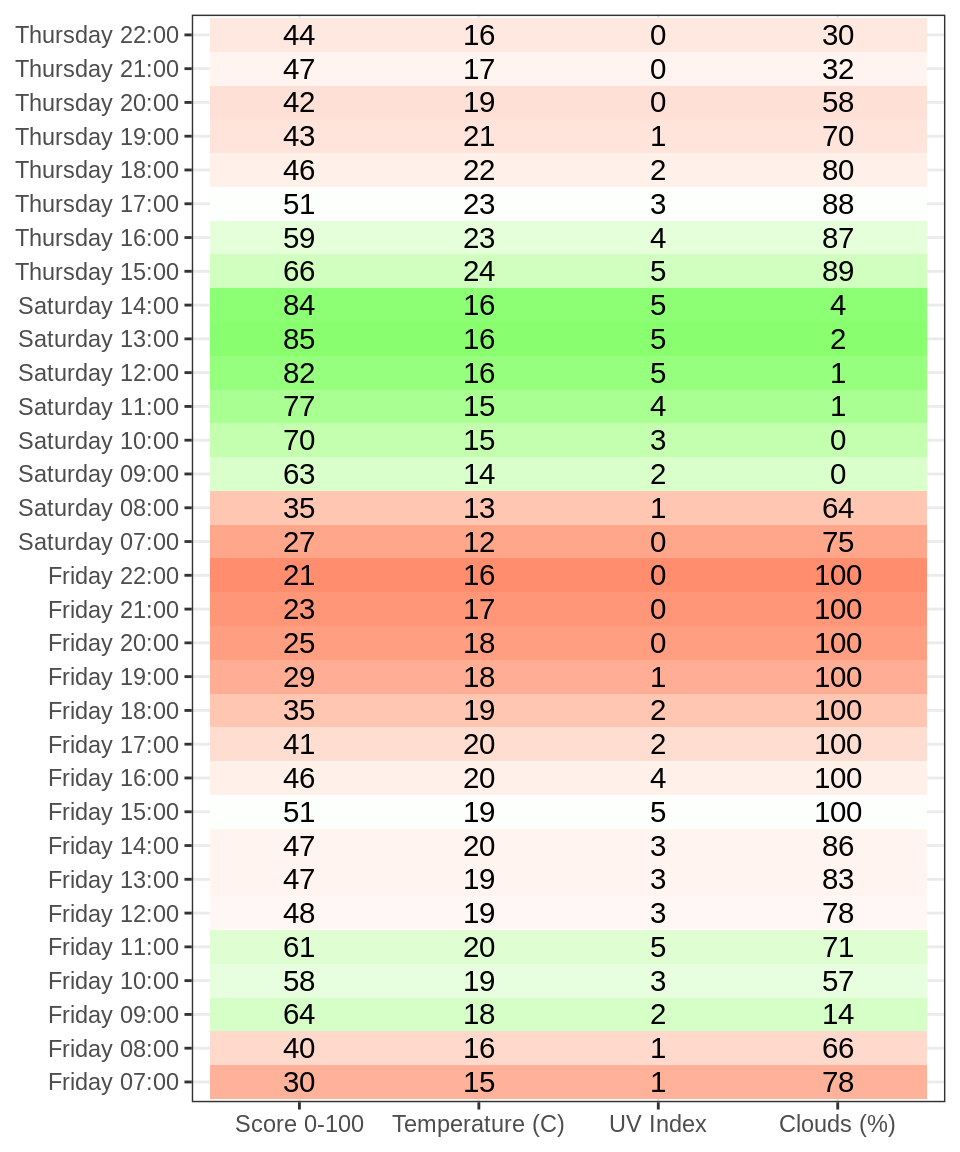 Thursday 22:00 44 16 0 30
Thursday 21:00 47 17 0 32
Thursday 20:00 42 19 0 58
Thursday 19:00 43 21 1 70
Thursday 18:00 46 22 2 80
Thursday 17:00 51 23 3 88
Thursday 16:00 59 23 4 87
Thursday 15:00 66 24 5 89
Saturday 14:00 84 16 5 4
Saturday 13:00 85 16 5 2
Saturday 12:00 82 16 5 1
Saturday 11:00 77 15 4 1
Saturday 10:00 70 15 3 0
Saturday 09:00 63 14 2 0
Saturday 08:00 35 13 1 64
Saturday 07:00 27 12 0 75
Friday 22:00 21 16 0 100
Friday 21:00 23 17 0 100
Friday 20:00 25 18 0 100
Friday 19:00 29 18 1 100
Friday 18:00 35 19 2 100
Friday 17:00 41 20 2 100
Friday 16:00 46 20 4 100
Friday 15:00 51 19 5 100
Friday 14:00 47 20 3 86
Friday 13:00 47 19 3 83
Friday 12:00 48 19 3 78
Friday 11:00 61 20 5 71
Friday 10:00 58 19 3 57
Friday 09:00 64 18 2 14
Friday 08:00 40 16 1 66
Friday 07:00 30 15 1 78
Score 0-100 Temperature (C) UV Index Clouds (%)